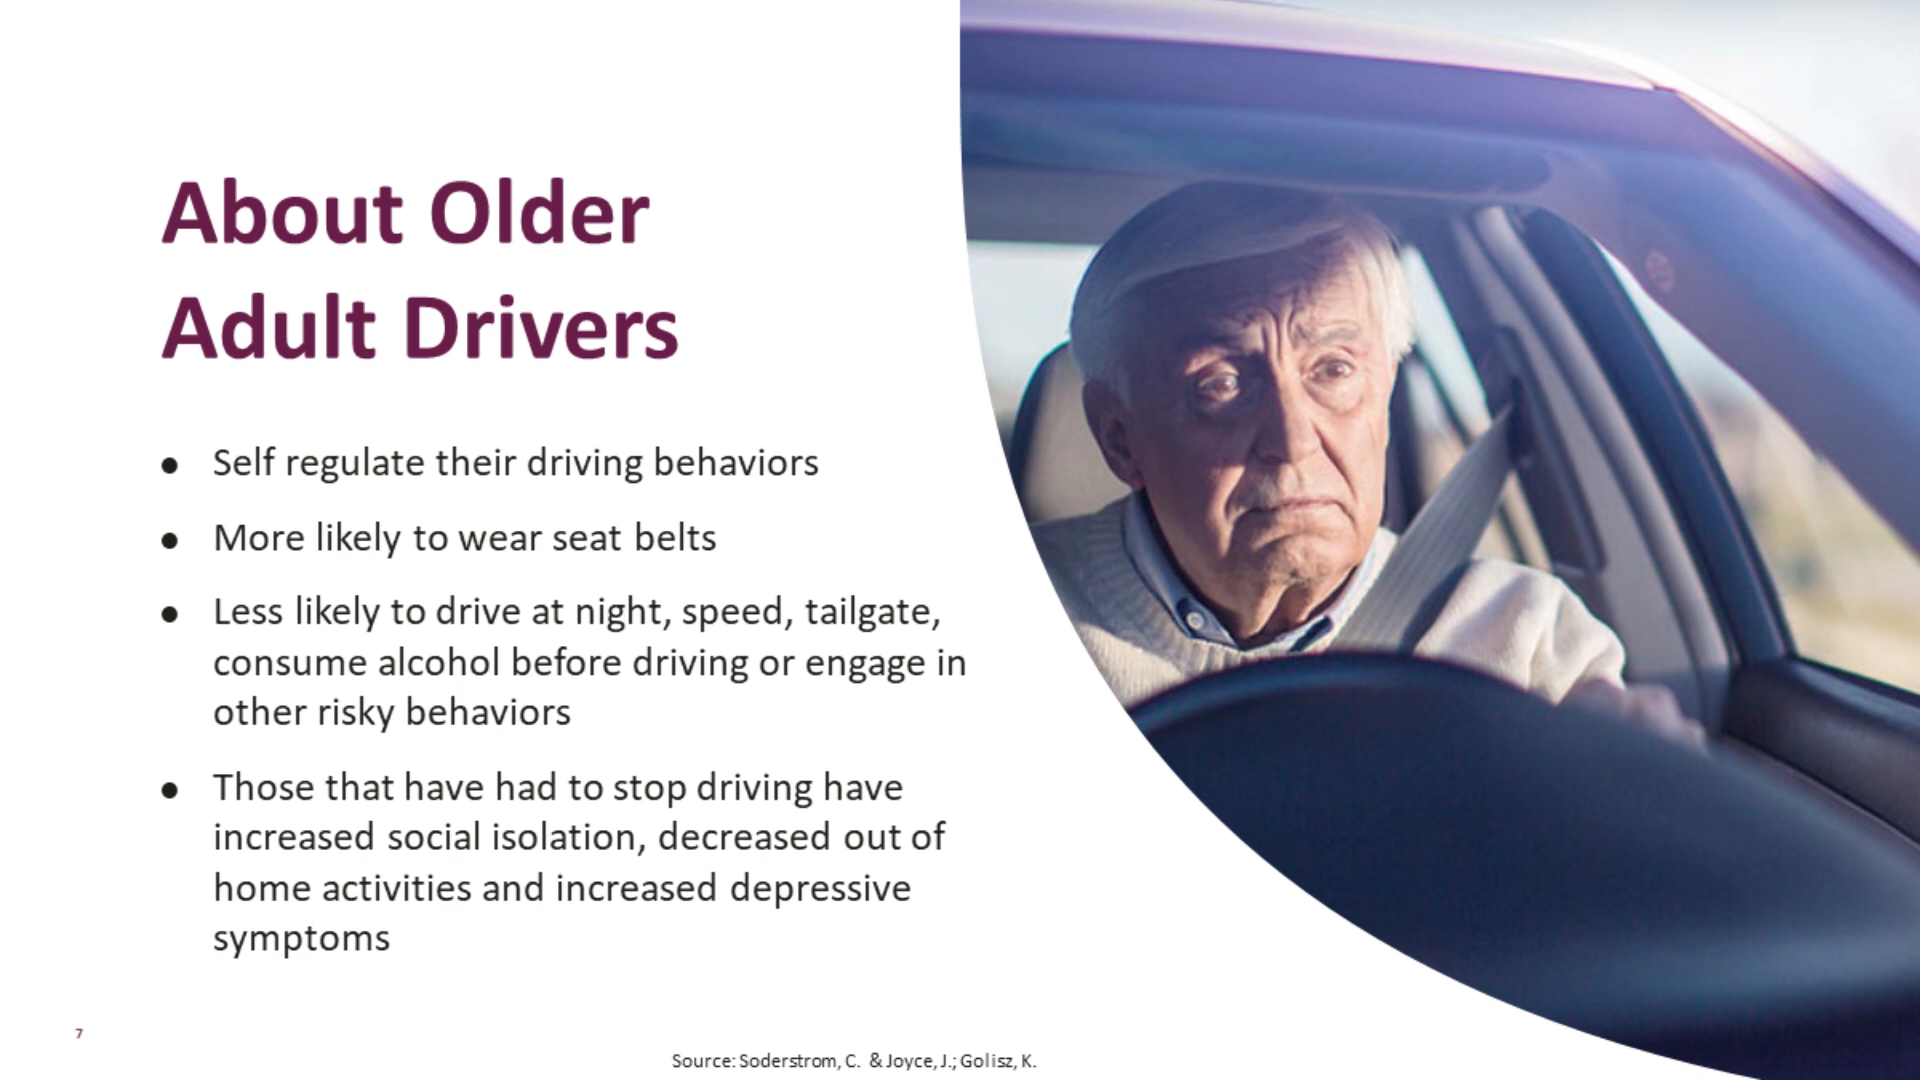 About Older
Adult Drivers
● Self regulate their driving behaviors
● More likely to wear seat belts
● Less likely to drive at night, speed, tailgate,
consume alcohol before driving or engage in
other risky behaviors
● Those that have had to stop driving have
increased social isolation, decreased out of
home activities and increased depressive
symptoms
7
Source: Soderstrom, C. & Joyce, J.; Golisz, K.